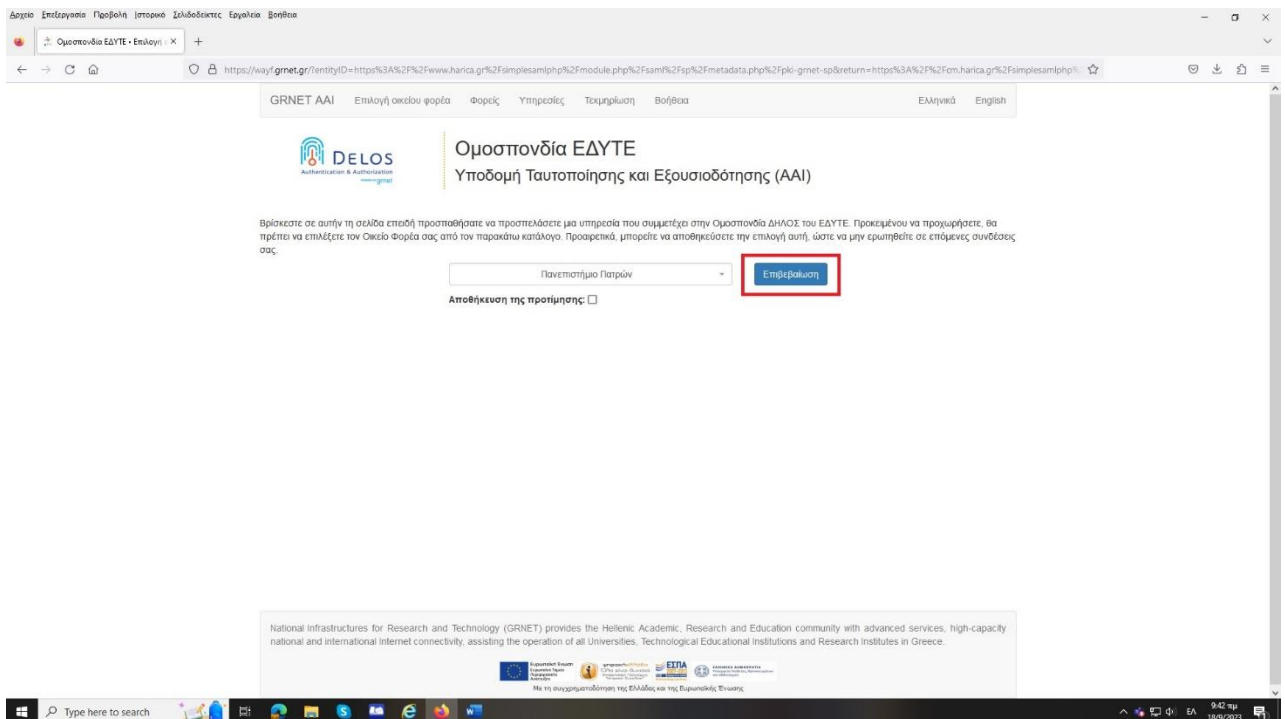 Αρχείο Επεξεργασία Προβολή Ιστορικό Σελιδοδείκτες Εργαλεία Βοήθεια
Ομοσπονδία ΕΔΥΤΕ • Επιλογή
https://wayf.grnet.gr/?entityID=https%3A%2F%2Fwww.harica.gr%2Fsimplesamlphp%2Fmodule.php%2Fsaml%2Fsp%2Fmetadata.php%2Fpki-grnet-sp&return=https%3A%2F%2Fcm.harica.gr%2Fsimplesamlphp%
GRNET AAI Επιλογή οικείου φορέα Φορείς Υπηρεσίες Τεκμηρίωση Βοήθεια Ελληνικά English
DELOS
Authentication & Authorization
grnet
Ομοσπονδία ΕΔΥΤΕ
Υποδομή Ταυτοποίησης και Εξουσιοδότησης (AAI)
Βρίσκεστε σε αυτήν τη σελίδα επειδή προσπαθήσατε να προσπελάσετε μια υπηρεσία που συμμετέχει στην Ομοσπονδία ΔΗΛΟΣ του ΕΔΥΤΕ. Προκειμένου να προχωρήσετε, θα
πρέπει να επιλέξετε τον Οικείο Φορέα σας από τον παρακάτω κατάλογο. Προαιρετικά, μπορείτε να αποθηκεύσετε την επιλογή αυτή, ώστε να μην ερωτηθείτε σε επόμενες συνδέσεις
σας.
Πανεπιστήμιο Πατρών Επιβεβαίωση
Αποθήκευση της προτίμησης:
National Infrastructures for Research and Technology (GRNET) provides the Hellenic Academic, Research and Education community with advanced services, high-capacity
national and international Internet connectivity, assisting the operation of all Universities, Technological Educational Institutions and Research Institutes in Greece.
Ευρωπαϊκή Ένωση
ΕΣΠΑ
ΕΛΛΗΝΙΚΗ ΔΗΜΟΚΡΑΤΙΑ
Με τη συγχρηματοδότηση της Ελλάδας και της Ευρωπαϊκής Ένωσης
Type here to search
ΕΛ
9:42 πμ
18/9/2023